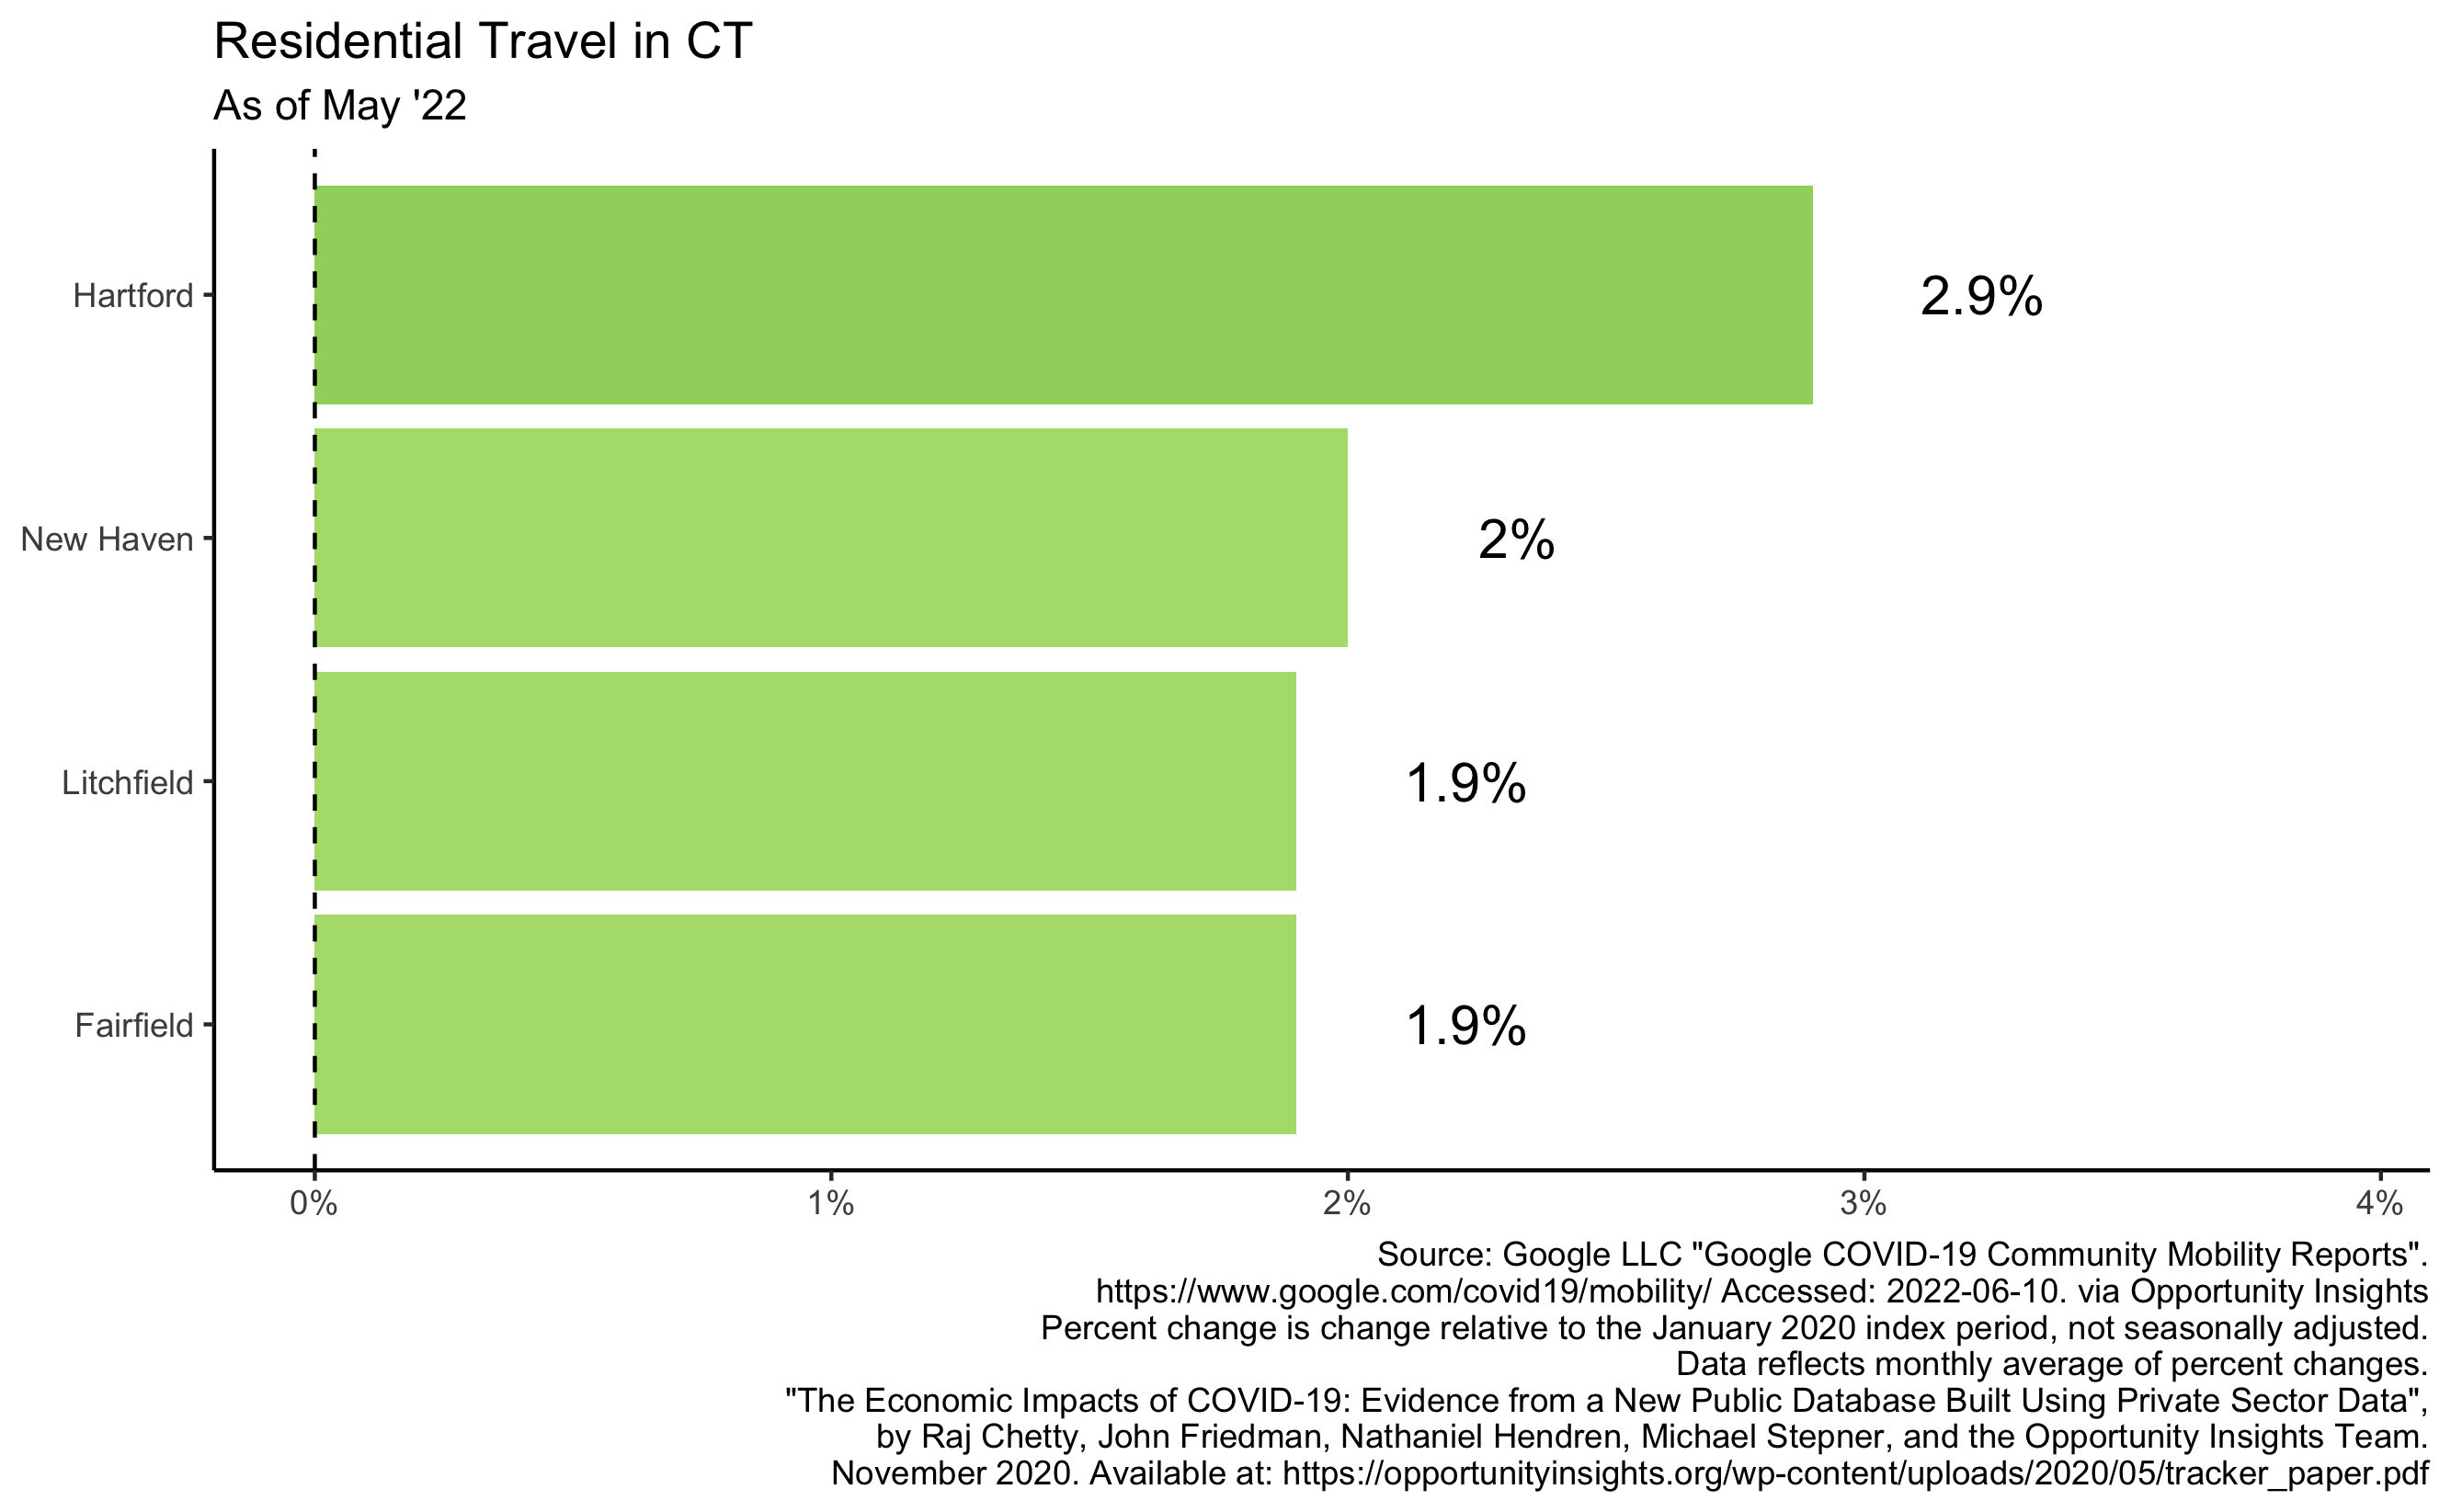 Residential Travel in CT
As of May '22
Hartford
2.9%
New Haven
2%
Litchfield
1.9%
Fairfield
1.9%
0%
1%
2%
3%
4%
Source: Google LLC "Google COVID-19 Community Mobility Reports".
https://www.google.com/covid19/mobility/ Accessed: 2022-06-10. via Opportunity Insights
Percent change is change relative to the January 2020 index period, not seasonally adjusted.
Data reflects monthly average of percent changes.
"The Economic Impacts of COVID-19: Evidence from a New Public Database Built Using Private Sector Data",
by Raj Chetty, John Friedman, Nathaniel Hendren, Michael Stepner, and the Opportunity Insights Team.
November 2020. Available at: https://opportunityinsights.org/wp-content/uploads/2020/05/tracker_paper.pdf